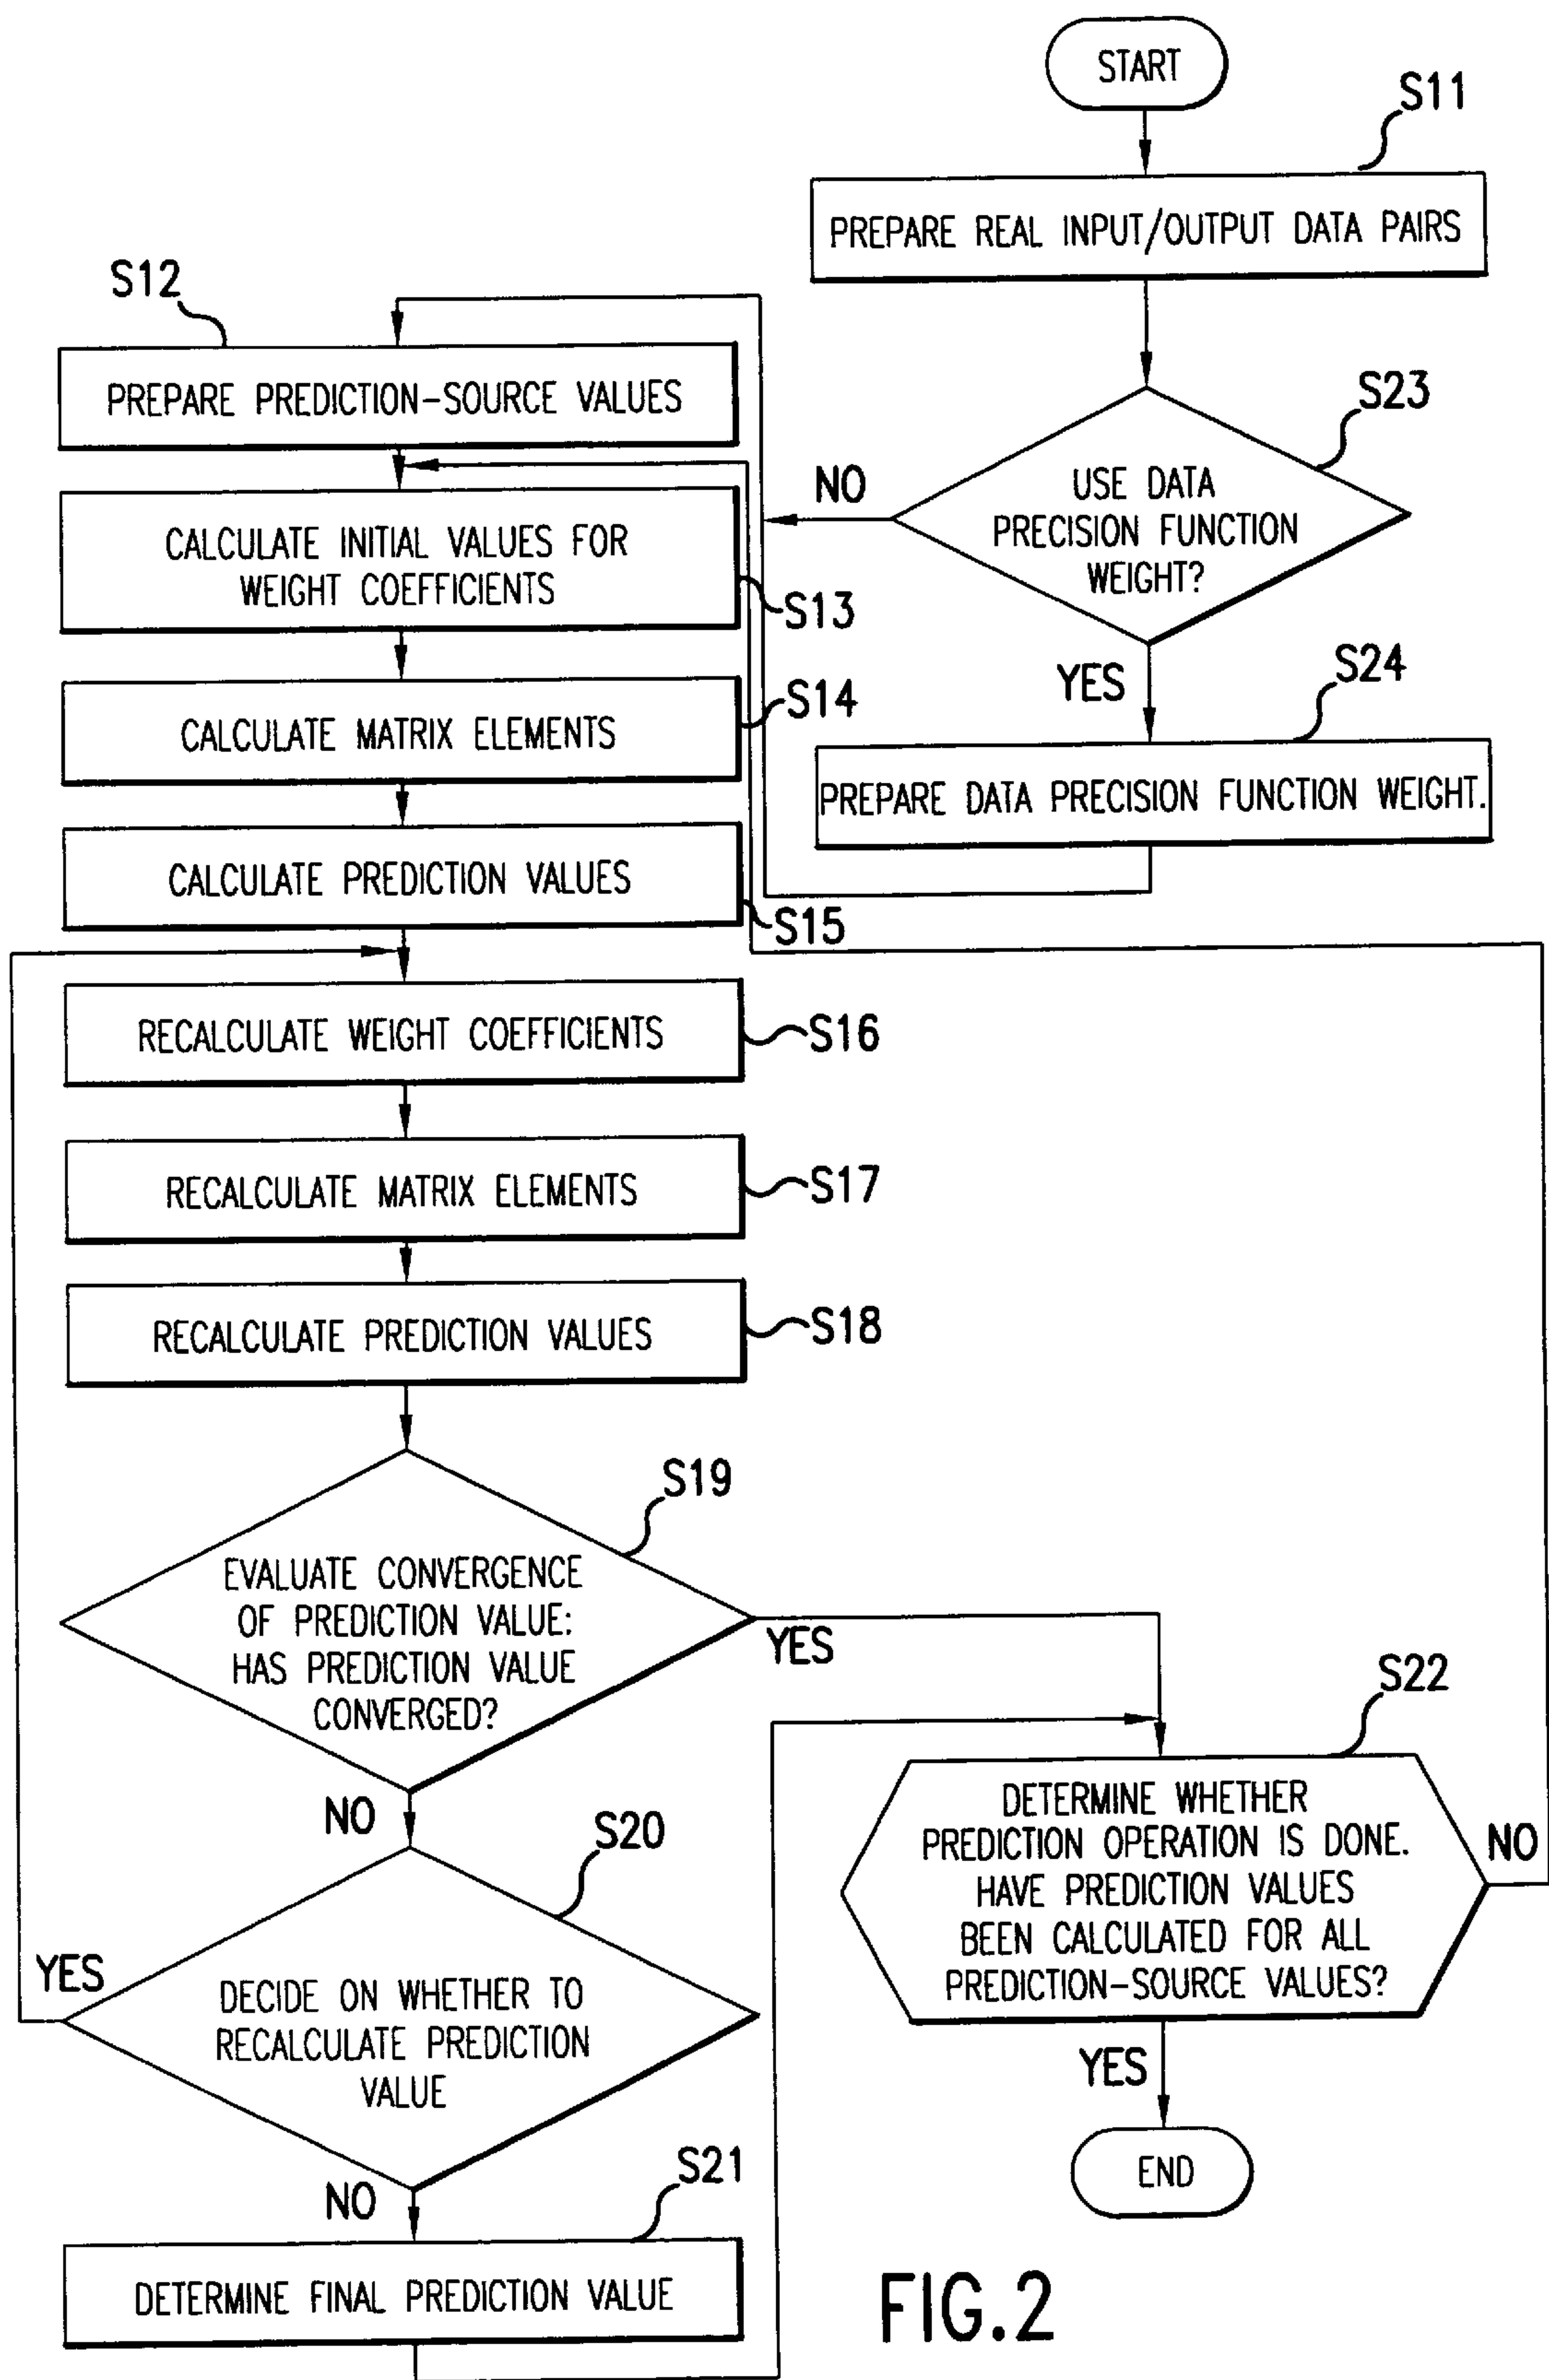 START
S11
PREPARE REAL INPUT/OUTPUT DATA PAIRS
S23
USE DATA
PRECISION FUNCTION
WEIGHT?
NO
YES
S24
PREPARE DATA PRECISION FUNCTION WEIGHT.
S12
PREPARE PREDICTION-SOURCE VALUES
CALCULATE INITIAL VALUES FOR
WEIGHT COEFFICIENTS
S13
CALCULATE MATRIX ELEMENTS
S14
CALCULATE PREDICTION VALUES
S15
RECALCULATE WEIGHT COEFFICIENTS
S16
RECALCULATE MATRIX ELEMENTS
S17
RECALCULATE PREDICTION VALUES
S18
S19
EVALUATE CONVERGENCE
OF PREDICTION VALUE:
HAS PREDICTION VALUE
CONVERGED?
YES
NO
S20
YES
DECIDE ON WHETHER TO
RECALCULATE PREDICTION
VALUE
NO
S21
DETERMINE FINAL PREDICTION VALUE
S22
DETERMINE WHETHER
PREDICTION OPERATION IS DONE.
HAVE PREDICTION VALUES
BEEN CALCULATED FOR ALL
PREDICTION-SOURCE VALUES?
NO
YES
END
FIG.2